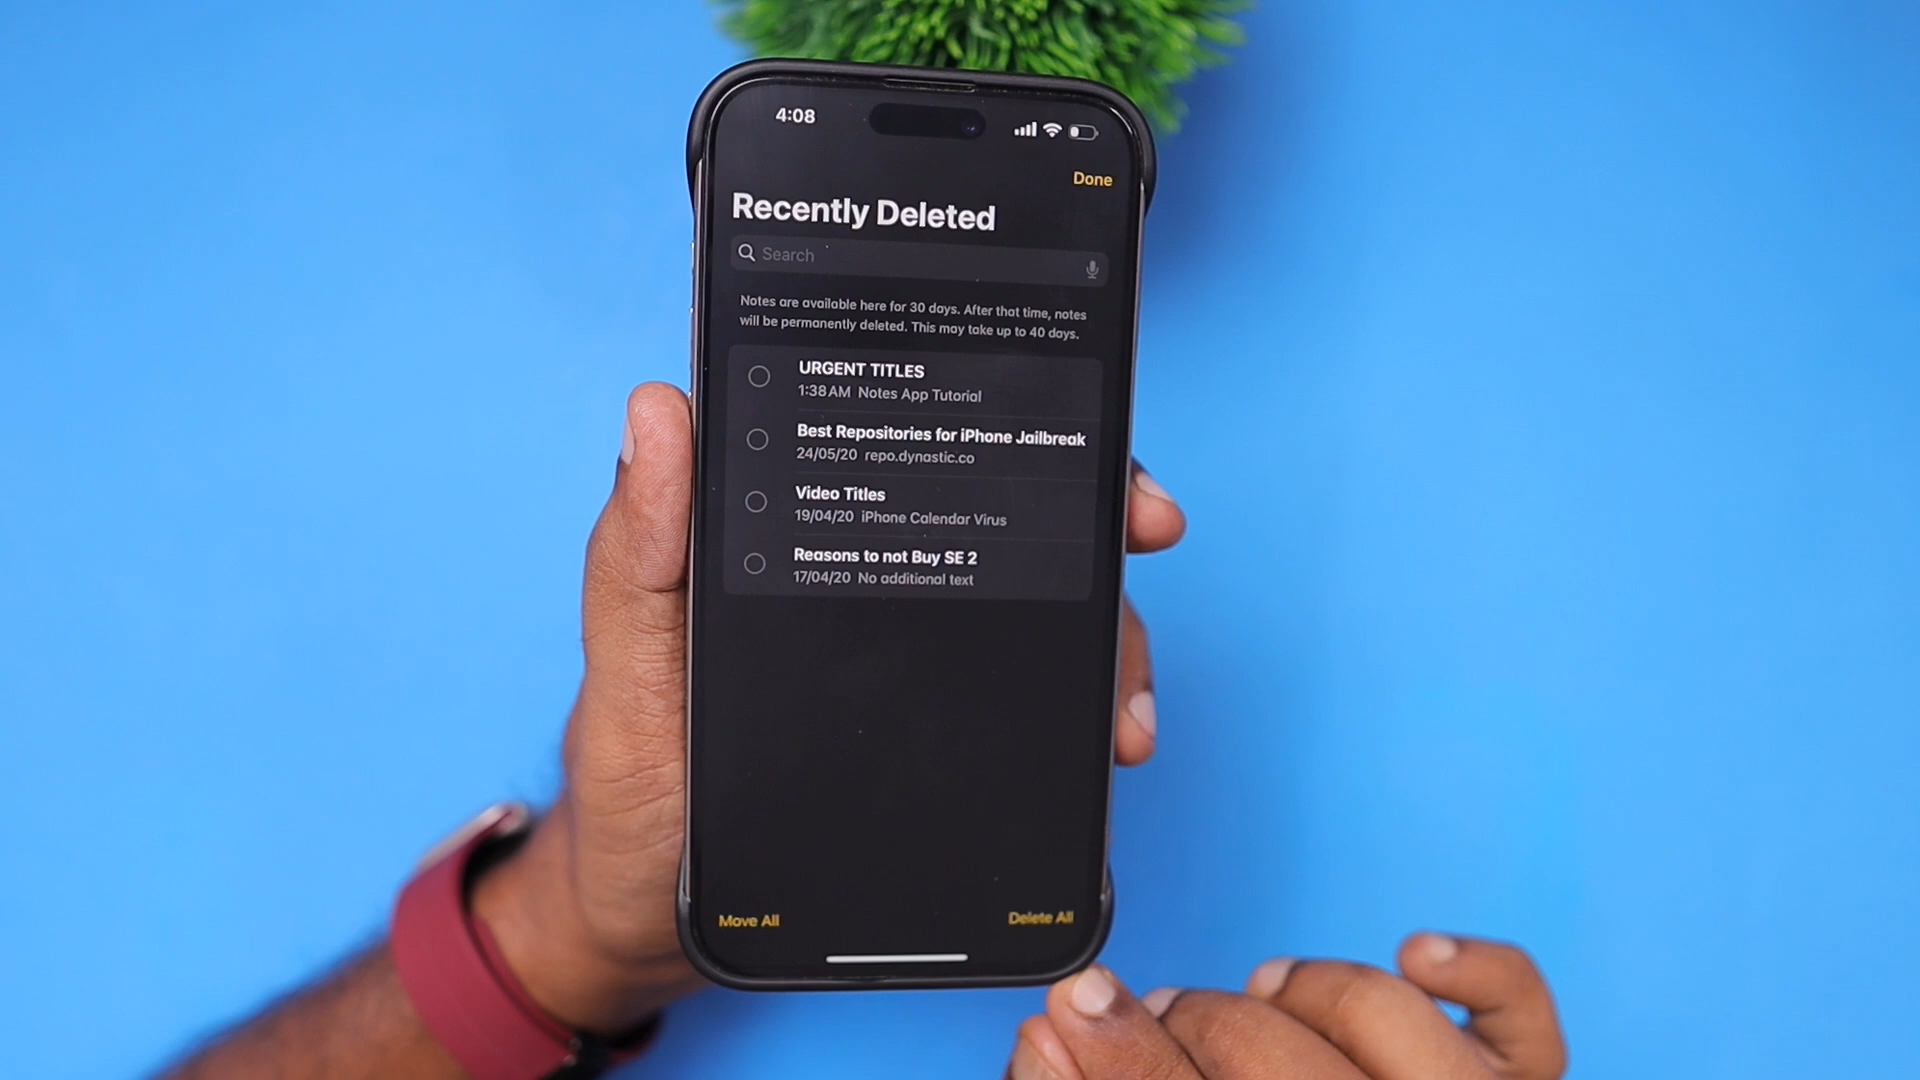 4:08
Done
Recently Deleted
Search
Notes are available here for 30 days. After that time, notes
will be permanently deleted. This may take up to 40 days.
URGENT TITLES
1:38 AM Notes App Tutorial
Best Repositories for iPhone Jailbreak
24/05/20 repo.dynastic.co
Video Titles
19/04/20 iPhone Calendar Virus
Reasons to not Buy SE 2
17/04/20 No additional text
Move All
Delete All